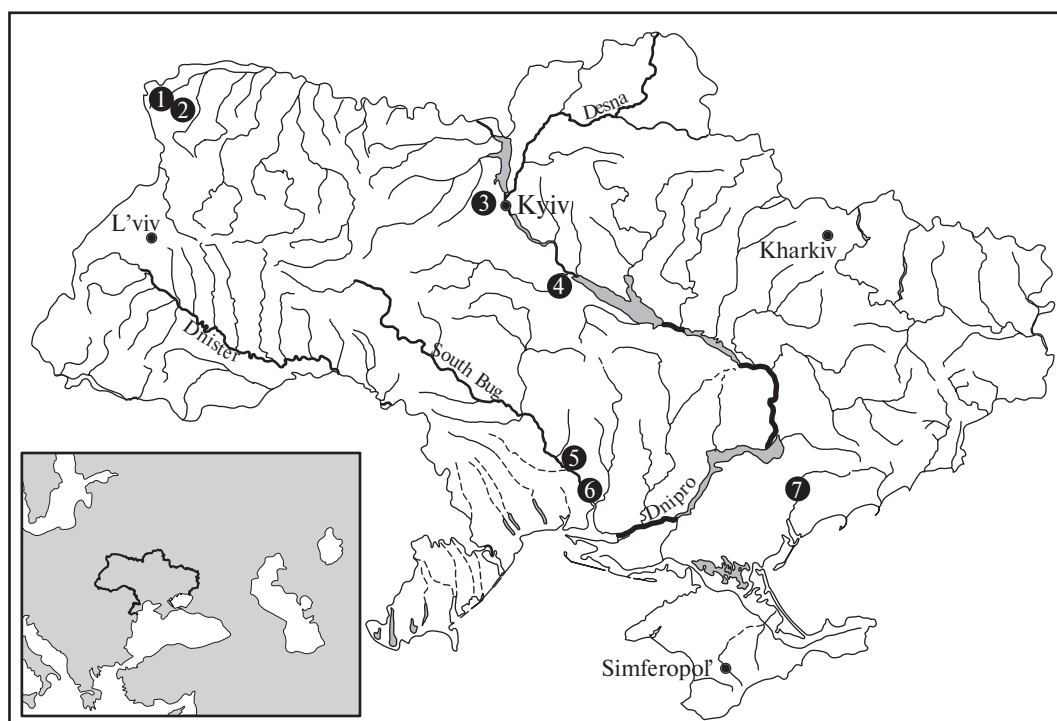 Desna
1
2
3
Kyiv
L'viv
Kharkiv
4
Dnister
South Bug
5
6
7
Dnipro
Simferopol'